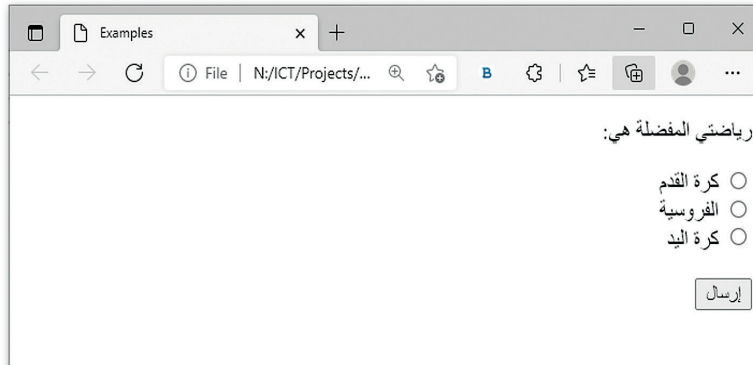 Examples
File N:/ICT/Projects/...
B
رياضتي المفضلة هي:
كرة القدم
الفروسية
كرة اليد
إرسال